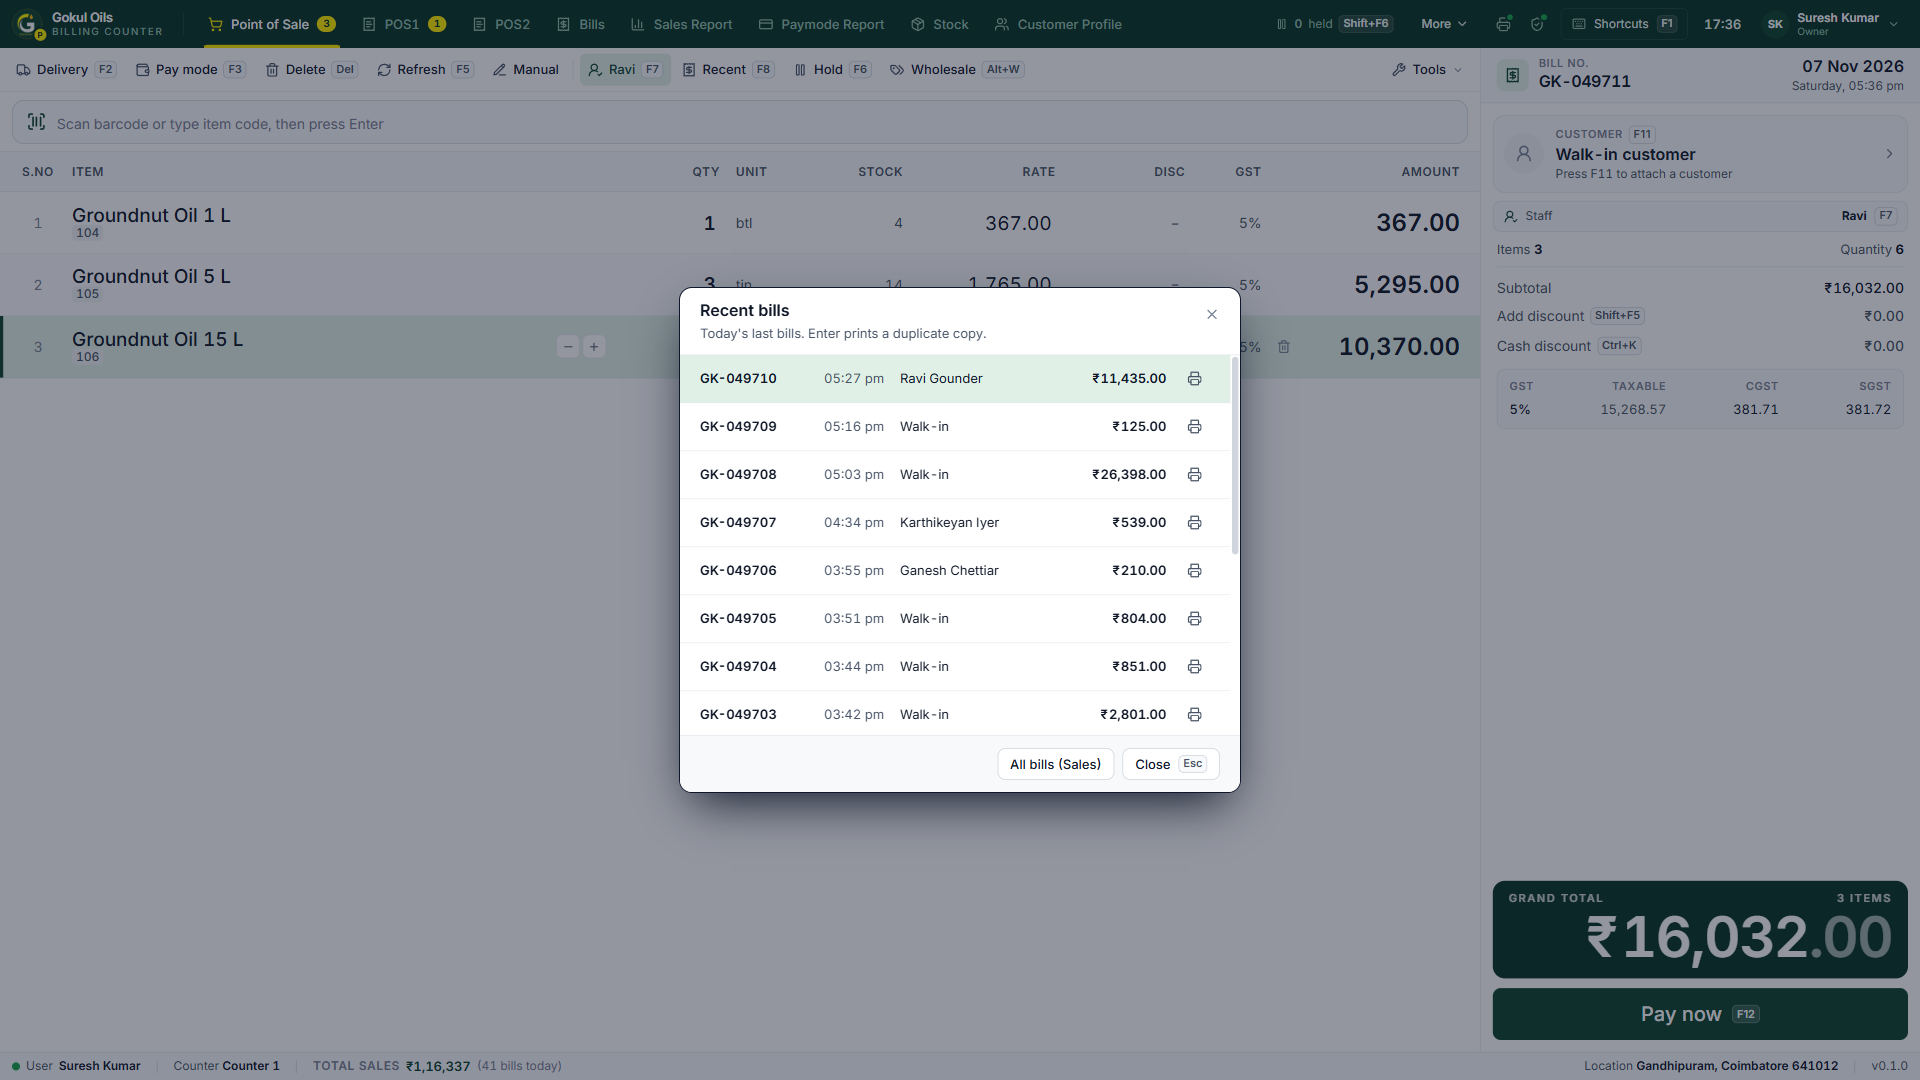 Gokul Oils
BILLING COUNTER
Point of Sale 3
POS1 1
POS2
Bills
Sales Report
Paymode Report
Stock
Customer Profile
0 held Shift+F6
More
Shortcuts F1
17:36
SK
Suresh Kumar
Owner
Delivery F2
Pay mode F3
Delete Del
Refresh F5
Manual
Ravi F7
Recent F8
Hold F6
Wholesale Alt+W
Tools
BILL NO.
GK-049711
07 Nov 2026
Saturday, 05:36 pm
Scan barcode or type item code, then press Enter
S.NO ITEM QTY UNIT STOCK RATE DISC GST AMOUNT
1 Groundnut Oil 1 L 1 btl 4 367.00 – 5% 367.00
104
2 Groundnut Oil 5 L 3 tin 14 1,765.00 – 5% 5,295.00
105
3 Groundnut Oil 15 L − + 5% 10,370.00
106
CUSTOMER F11
Walk-in customer
Press F11 to attach a customer
Staff Ravi F7
Items 3 Quantity 6
Subtotal ₹16,032.00
Add discount Shift+F5 ₹0.00
Cash discount Ctrl+K ₹0.00
GST TAXABLE CGST SGST
5% 15,268.57 381.71 381.72
Recent bills
Today's last bills. Enter prints a duplicate copy.
GK-049710 05:27 pm Ravi Gounder ₹11,435.00
GK-049709 05:16 pm Walk-in ₹125.00
GK-049708 05:03 pm Walk-in ₹26,398.00
GK-049707 04:34 pm Karthikeyan Iyer ₹539.00
GK-049706 03:55 pm Ganesh Chettiar ₹210.00
GK-049705 03:51 pm Walk-in ₹804.00
GK-049704 03:44 pm Walk-in ₹851.00
GK-049703 03:42 pm Walk-in ₹2,801.00
All bills (Sales)
Close Esc
GRAND TOTAL 3 ITEMS
₹16,032.00
Pay now F12
User Suresh Kumar
Counter Counter 1
TOTAL SALES ₹1,16,337 (41 bills today)
Location Gandhipuram, Coimbatore 641012
v0.1.0